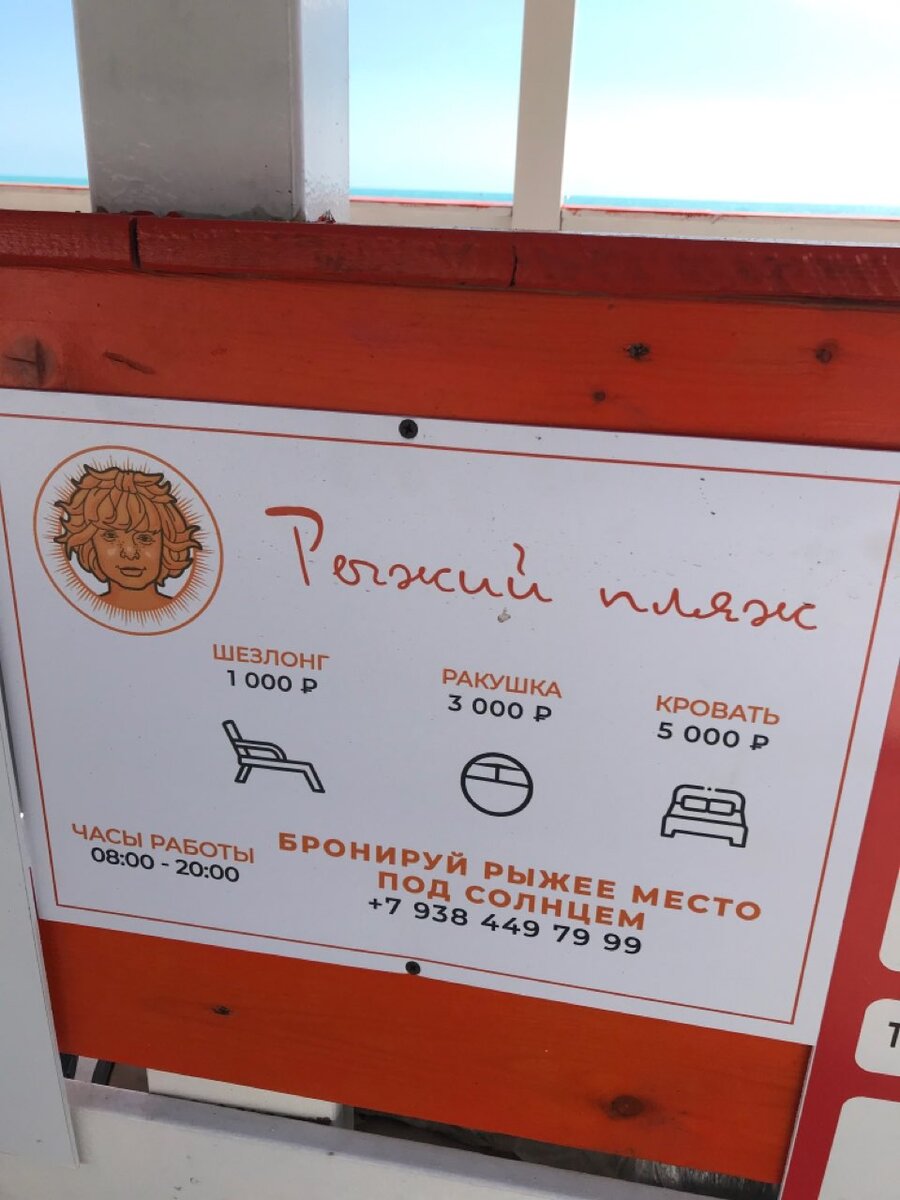 Рыжий пляж
ШЕЗЛОНГ
1 000 ₽
РАКУШКА
3 000 ₽
КРОВАТЬ
5 000 ₽
ЧАСЫ РАБОТЫ
08:00 - 20:00
БРОНИРУЙ РЫЖЕЕ МЕСТО
ПОД СОЛНЦЕМ
+7 938 449 79 99